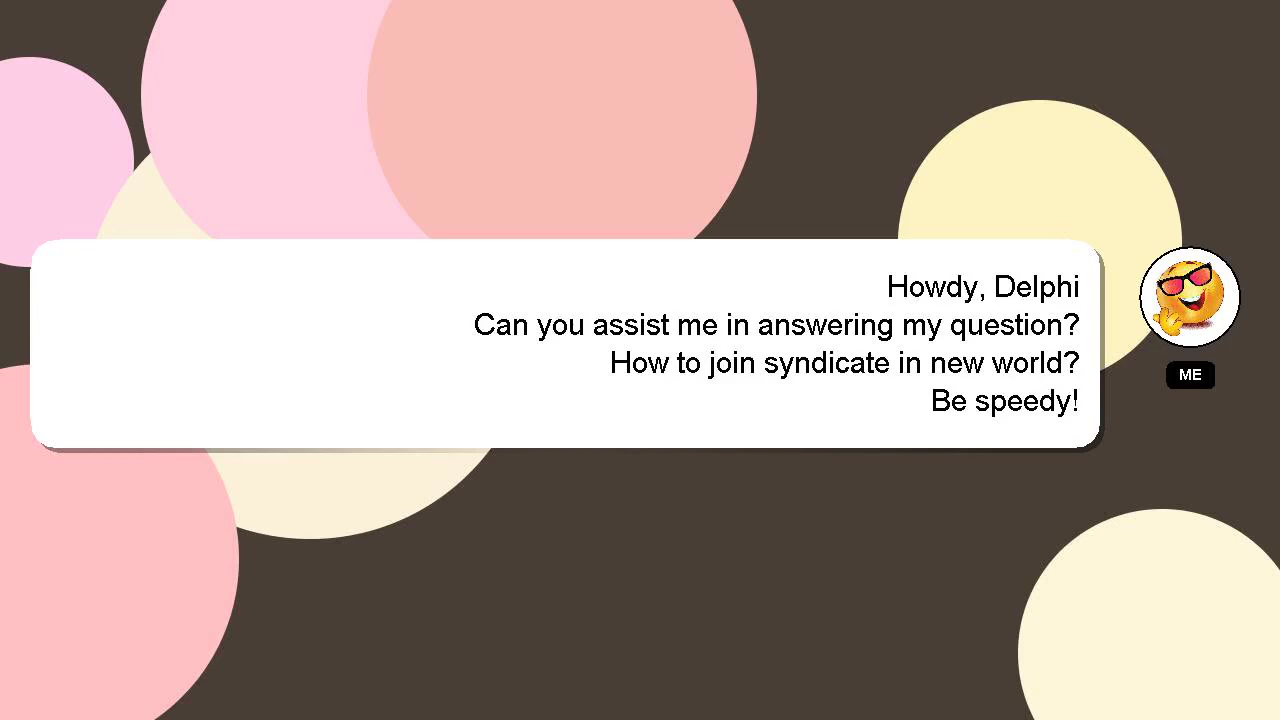 Howdy, Delphi
Can you assist me in answering my question?
How to join syndicate in new world?
Be speedy!
ME